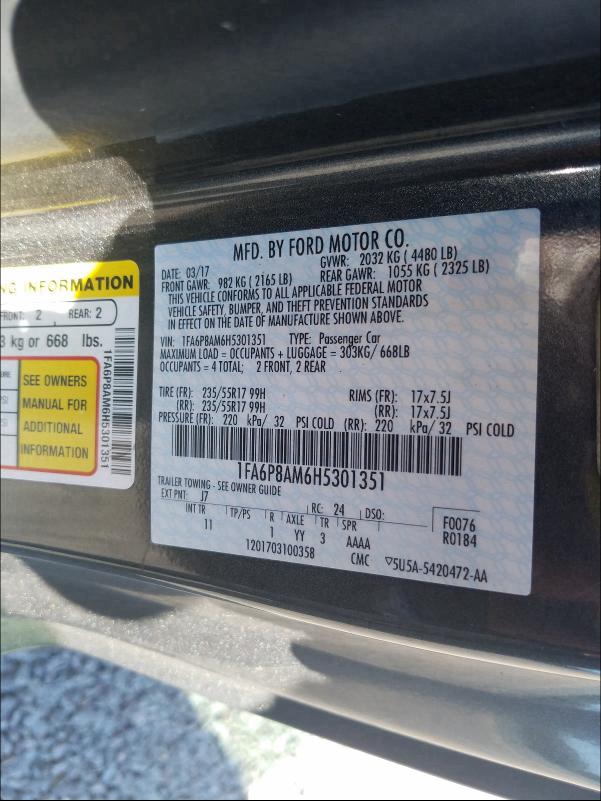 NG INFORMATION
FRONT: 2 REAR: 2
3 kg or 668 lbs.
SEE OWNERS
MANUAL FOR
ADDITIONAL
INFORMATION
1FA6P8AM6H5301351
MFD. BY FORD MOTOR CO.
DATE: 03/17 GVWR: 2032 KG ( 4480 LB)
FRONT GAWR: 982 KG ( 2165 LB) REAR GAWR: 1055 KG ( 2325 LB)
THIS VEHICLE CONFORMS TO ALL APPLICABLE FEDERAL MOTOR
VEHICLE SAFETY, BUMPER, AND THEFT PREVENTION STANDARDS
IN EFFECT ON THE DATE OF MANUFACTURE SHOWN ABOVE.
VIN: 1FA6P8AM6H5301351 TYPE: Passenger Car
MAXIMUM LOAD = OCCUPANTS + LUGGAGE = 303KG/ 668LB
OCCUPANTS = 4 TOTAL; 2 FRONT, 2 REAR
TIRE (FR): 235/55R17 99H RIMS (FR): 17x7.5J
(RR): 235/55R17 99H (RR): 17x7.5J
PRESSURE (FR): 220 kPa/ 32 PSI COLD (RR): 220 kPa/ 32 PSI COLD
1FA6P8AM6H5301351
TRAILER TOWING - SEE OWNER GUIDE
EXT PNT: J7 RC: 24 DSO: F0076
INT TR TP/PS R AXLE TR SPR R0184
11 1 YY 3 AAAA
1201703100358 CMC ▽5U5A-5420472-AA